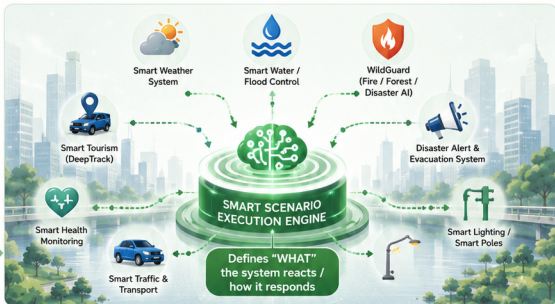 Smart Weather
System
Smart Water /
Flood Control
WildGuard
(Fire / Forest /
Disaster AI)
Smart Tourism
(DeepTrack)
Disaster Alert &
Evacuation System
SMART SCENARIO
EXECUTION ENGINE
Smart Health
Monitoring
Smart Lighting /
Smart Poles
Defines "WHAT"
the system reacts /
how it responds
Smart Traffic &
Transport